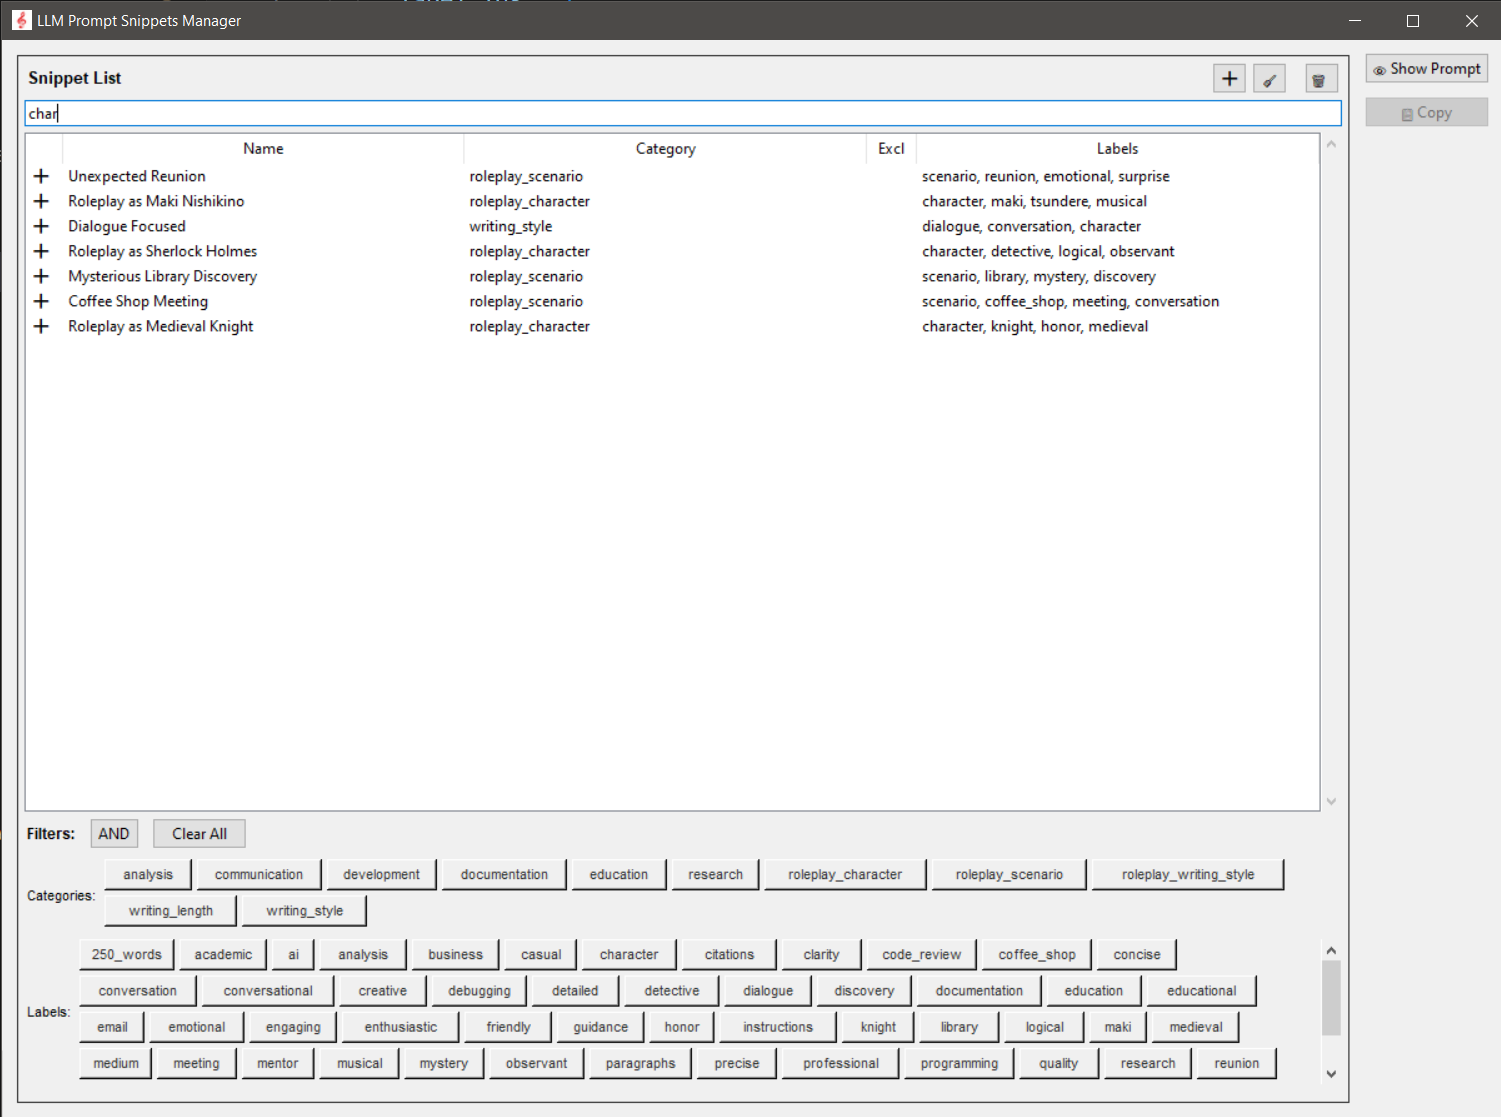 LLM Prompt Snippets Manager
Snippet List
Show Prompt
char
Copy
Name Category Excl Labels
Unexpected Reunion roleplay_scenario scenario, reunion, emotional, surprise
Roleplay as Maki Nishikino roleplay_character character, maki, tsundere, musical
Dialogue Focused writing_style dialogue, conversation, character
Roleplay as Sherlock Holmes roleplay_character character, detective, logical, observant
Mysterious Library Discovery roleplay_scenario scenario, library, mystery, discovery
Coffee Shop Meeting roleplay_scenario scenario, coffee_shop, meeting, conversation
Roleplay as Medieval Knight roleplay_character character, knight, honor, medieval
Filters: AND Clear All
Categories: analysis communication development documentation education research roleplay_character roleplay_scenario roleplay_writing_style
writing_length writing_style
Labels: 250_words academic ai analysis business casual character citations clarity code_review coffee_shop concise
conversation conversational creative debugging detailed detective dialogue discovery documentation education educational
email emotional engaging enthusiastic friendly guidance honor instructions knight library logical maki medieval
medium meeting mentor musical mystery observant paragraphs precise professional programming quality research reunion